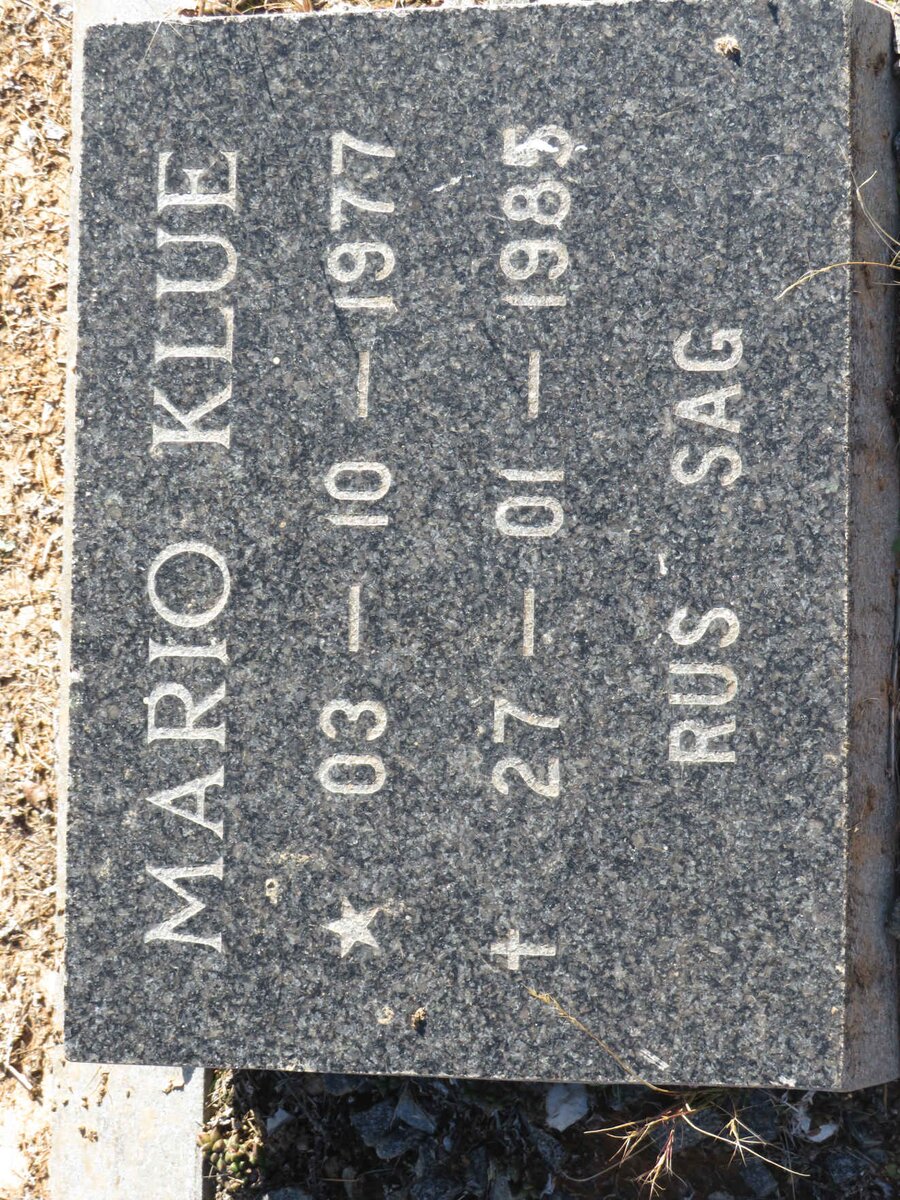 MARIO KLUE
★ 03-10-1977
✝ 27-01-1985
RUS SAG